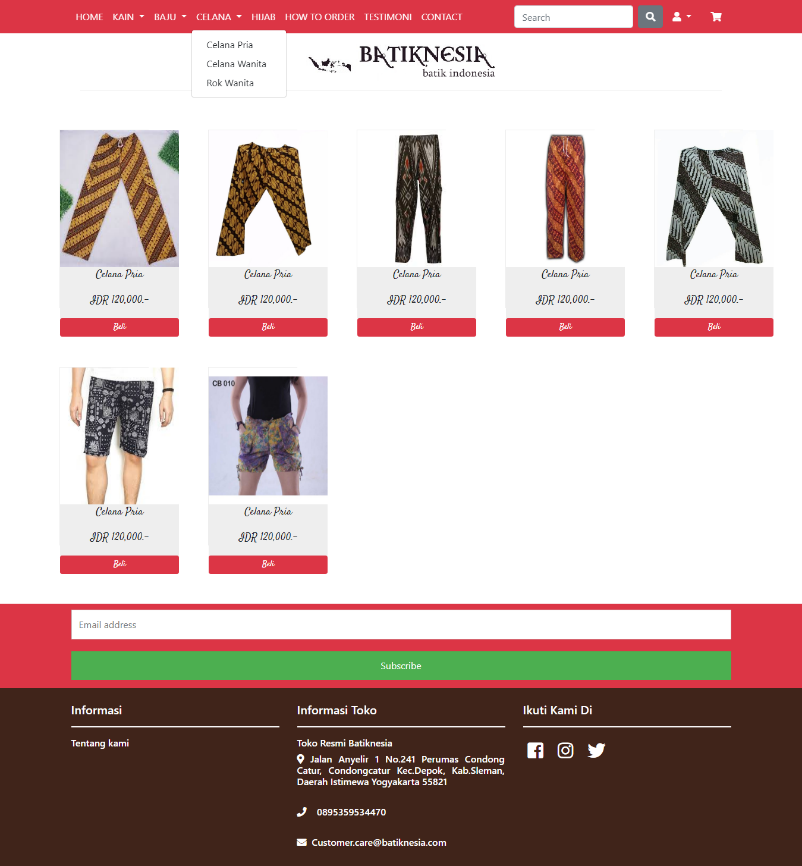 HOME KAIN BAJU CELANA HIJAB HOW TO ORDER TESTIMONI CONTACT Search
Celana Pria
Celana Wanita
Rok Wanita
BATIKNESIA
batik indonesia
Celana Pria Celana Pria Celana Pria Celana Pria Celana Pria
IDR 120,000.- IDR 120,000.- IDR 120,000.- IDR 120,000.- IDR 120,000.-
Beli Beli Beli Beli Beli
CB 010
Celana Pria Celana Pria
IDR 120,000.- IDR 120,000.-
Beli Beli
Email address
Subscribe
Informasi Informasi Toko Ikuti Kami Di
Tentang kami Toko Resmi Batiknesia
Jalan Anyelir 1 No.241 Perumas Condong
Catur, Condongcatur Kec.Depok, Kab.Sleman,
Daerah Istimewa Yogyakarta 55821
0895359534470
Customer.care@batiknesia.com